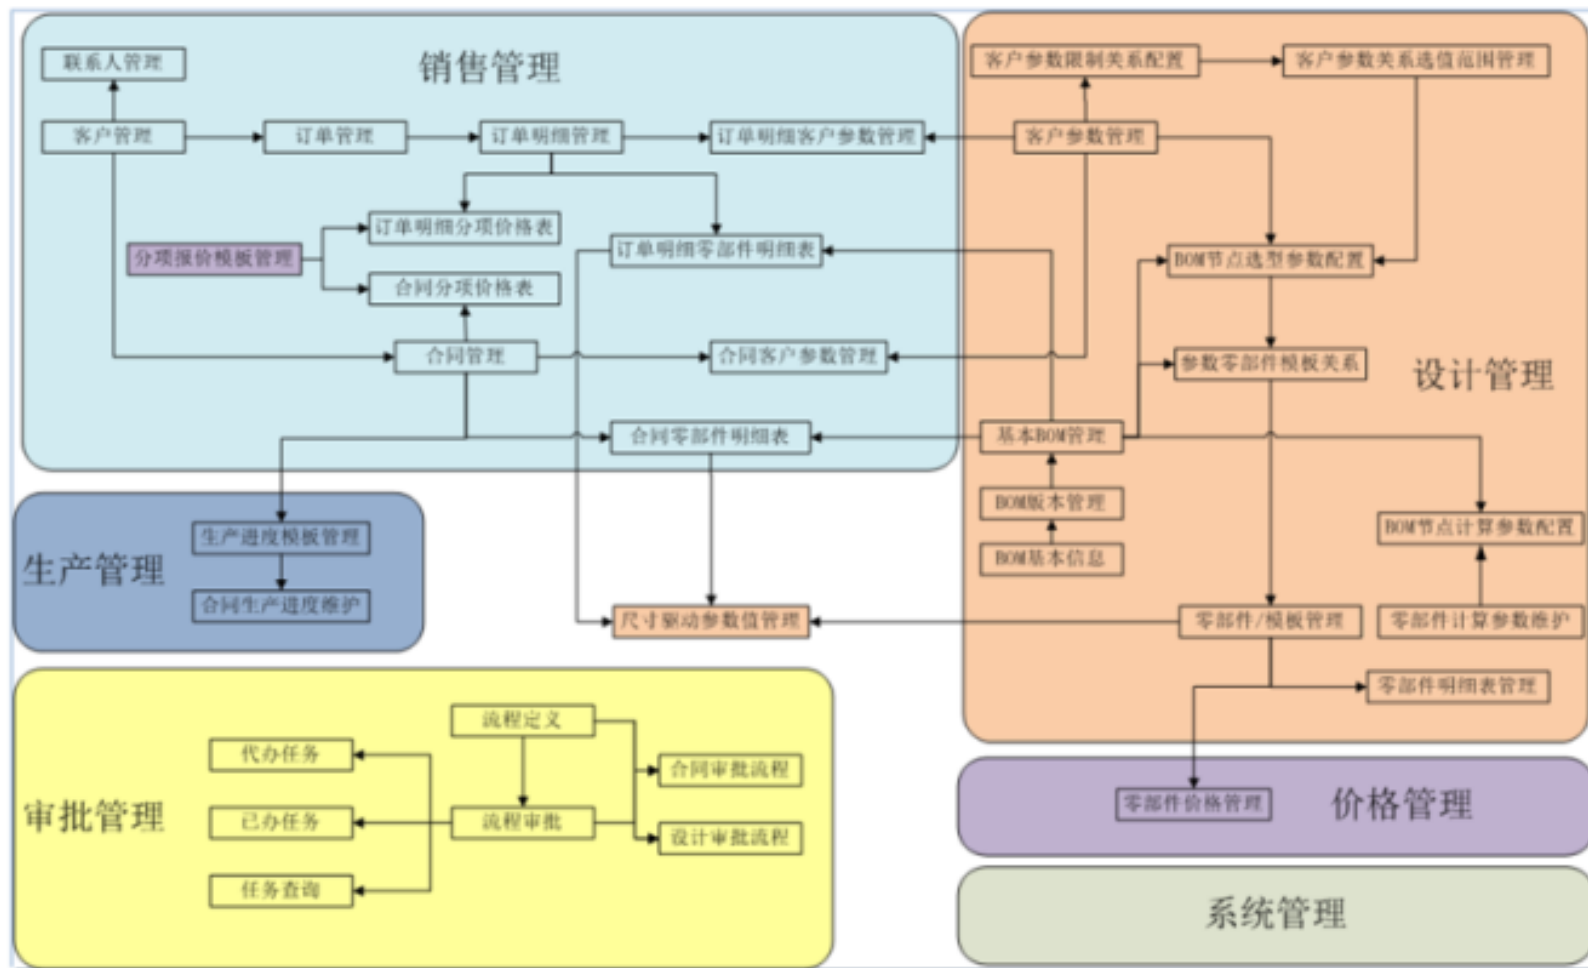 销售管理
联系人管理
客户管理
订单管理
订单明细管理
订单明细客户参数管理
订单明细分项价格表
分项报价模板管理
订单明细零部件明细表
合同分项价格表
合同管理
合同客户参数管理
合同零部件明细表
客户参数限制关系配置
客户参数关系选值范围管理
客户参数管理
BOM节点选型参数配置
参数零部件模板关系
设计管理
基本BOM管理
BOM版本管理
BOM基本信息
BOM节点计算参数配置
零部件/模板管理
零部件计算参数维护
零部件明细表管理
生产管理
生产进度模板管理
合同生产进度维护
尺寸驱动参数值管理
审批管理
流程定义
代办任务
合同审批流程
已办任务
流程审批
设计审批流程
任务查询
零部件价格管理
价格管理
系统管理